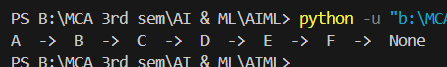 PS B:\MCA 3rd sem\AI & ML\AIML> python -u "b:\MCA
A -> B -> C -> D -> E -> F -> None
PS B:\MCA 3rd sem\AI & ML\AIML>